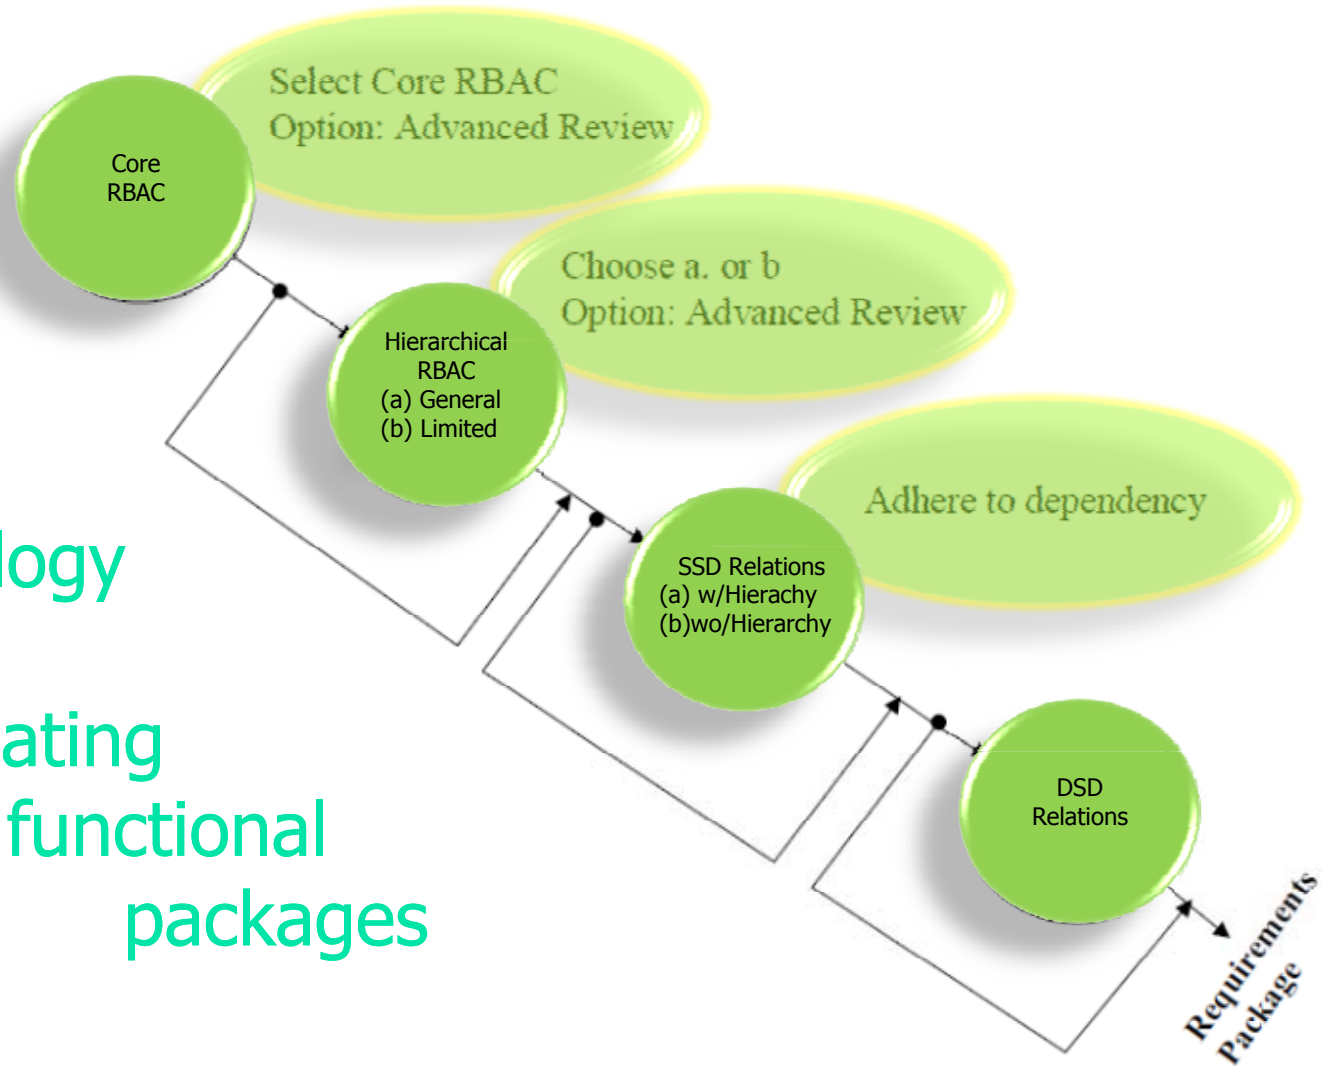 Select Core RBAC
Option: Advanced Review
Core
RBAC
Choose a. or b
Option: Advanced Review
Hierarchical
RBAC
(a) General
(b) Limited
Adhere to dependency
SSD Relations
(a) w/Hierachy
(b)wo/Hierarchy
DSD
Relations
logy
ating
functional
packages
Requirements
Package